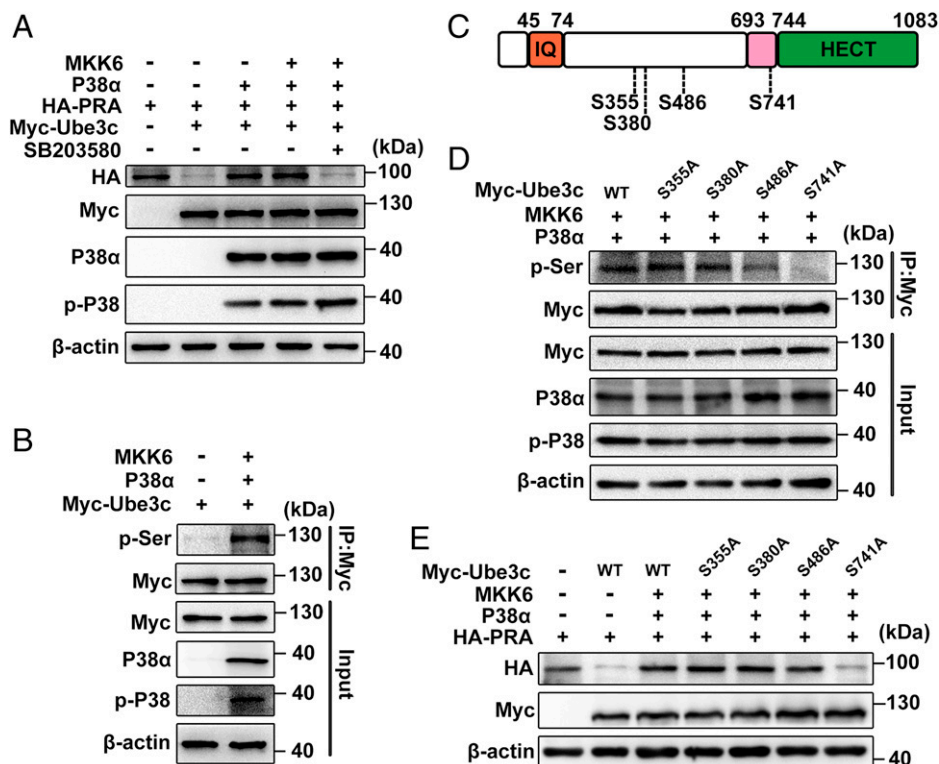 A
MKK6 - - - + +
P38α - - + + +
HA-PRA + + + + +
Myc-Ube3c - + + + +
SB203580 - - - - + (kDa)
HA 100
Myc 130
P38α 40
p-P38 40
β-actin 40
B
MKK6 - +
P38α - +
Myc-Ube3c + + (kDa)
p-Ser 130
Myc 130
IP:Myc
Myc 130
P38α 40
p-P38 40
β-actin 40
Input
C
45 74 693 744 1083
IQ HECT
S355 S486 S741
S380
D
Myc-Ube3c WT S355A S380A S486A S741A
MKK6 + + + + +
P38α + + + + + (kDa)
p-Ser 130
Myc 130
IP:Myc
Myc 130
P38α 40
p-P38 40
β-actin 40
Input
E
Myc-Ube3c - WT WT S355A S380A S486A S741A
MKK6 - - + + + + +
P38α - - + + + + +
HA-PRA + + + + + + + (kDa)
HA 100
Myc 130
β-actin 40